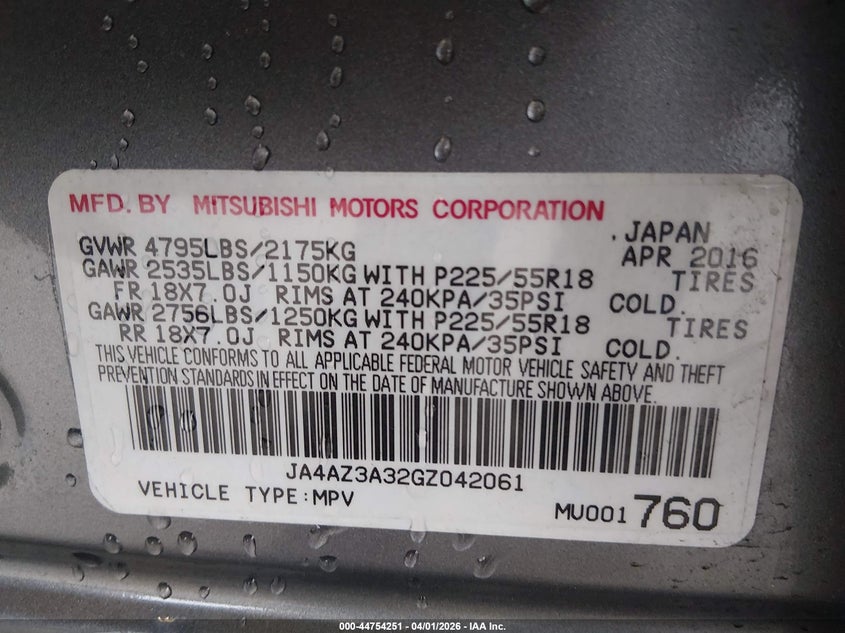 MFD. BY MITSUBISHI MOTORS CORPORATION
. JAPAN
GVWR 4795LBS/2175KG APR 2016
GAWR 2535LBS/1150KG WITH P225/55R18 TIRES
FR 18X7.0J RIMS AT 240KPA/35PSI COLD.
GAWR 2756LBS/1250KG WITH P225/55R18 TIRES
RR 18X7.0J RIMS AT 240KPA/35PSI COLD.
THIS VEHICLE CONFORMS TO ALL APPLICABLE FEDERAL MOTOR VEHICLE SAFETY AND THEFT
PREVENTION STANDARDS IN EFFECT ON THE DATE OF MANUFACTURE SHOWN ABOVE.
JA4AZ3A32GZ042061
VEHICLE TYPE:MPV MU001 760
000-44754251 - 04/01/2026 - IAA Inc.